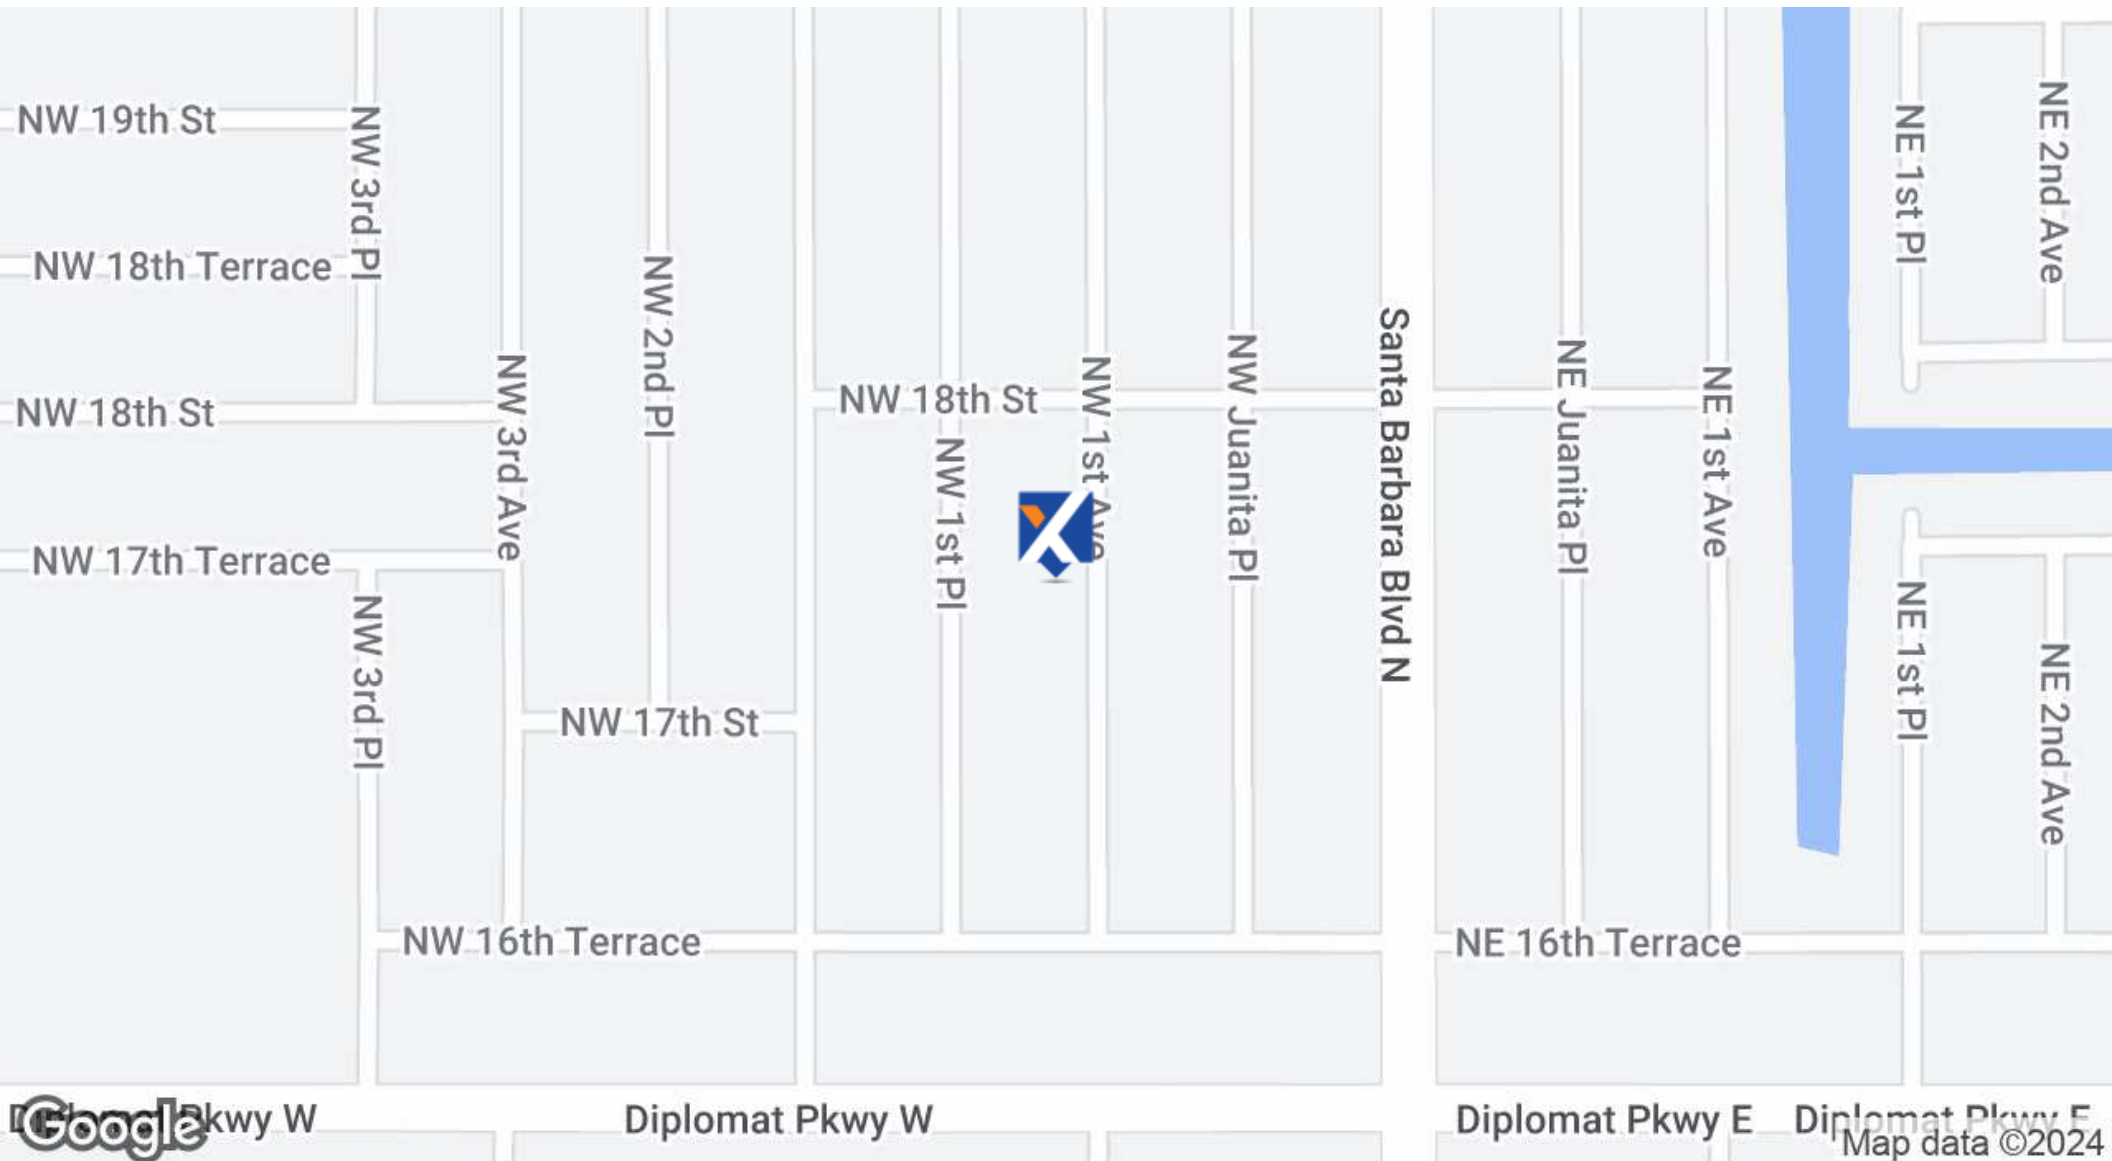 NW 19th St
NW 3rd Pl
NE 1st Pl
NE 2nd Ave
NW 18th Terrace
NW 2nd Pl
Santa Barbara Blvd N
NW Juanita Pl
NE Juanita Pl
NW 3rd Ave
NW 1st Ave
NE 1st Ave
NW 18th St
NW 18th St
NW 1st Pl
NW 17th Terrace
NW 3rd Pl
NE 1st Pl
NE 2nd Ave
NW 17th St
NW 16th Terrace
NE 16th Terrace
Diplomat Pkwy W
Diplomat Pkwy W
Diplomat Pkwy E
Diplomat Pkwy E
Google
Map data ©2024